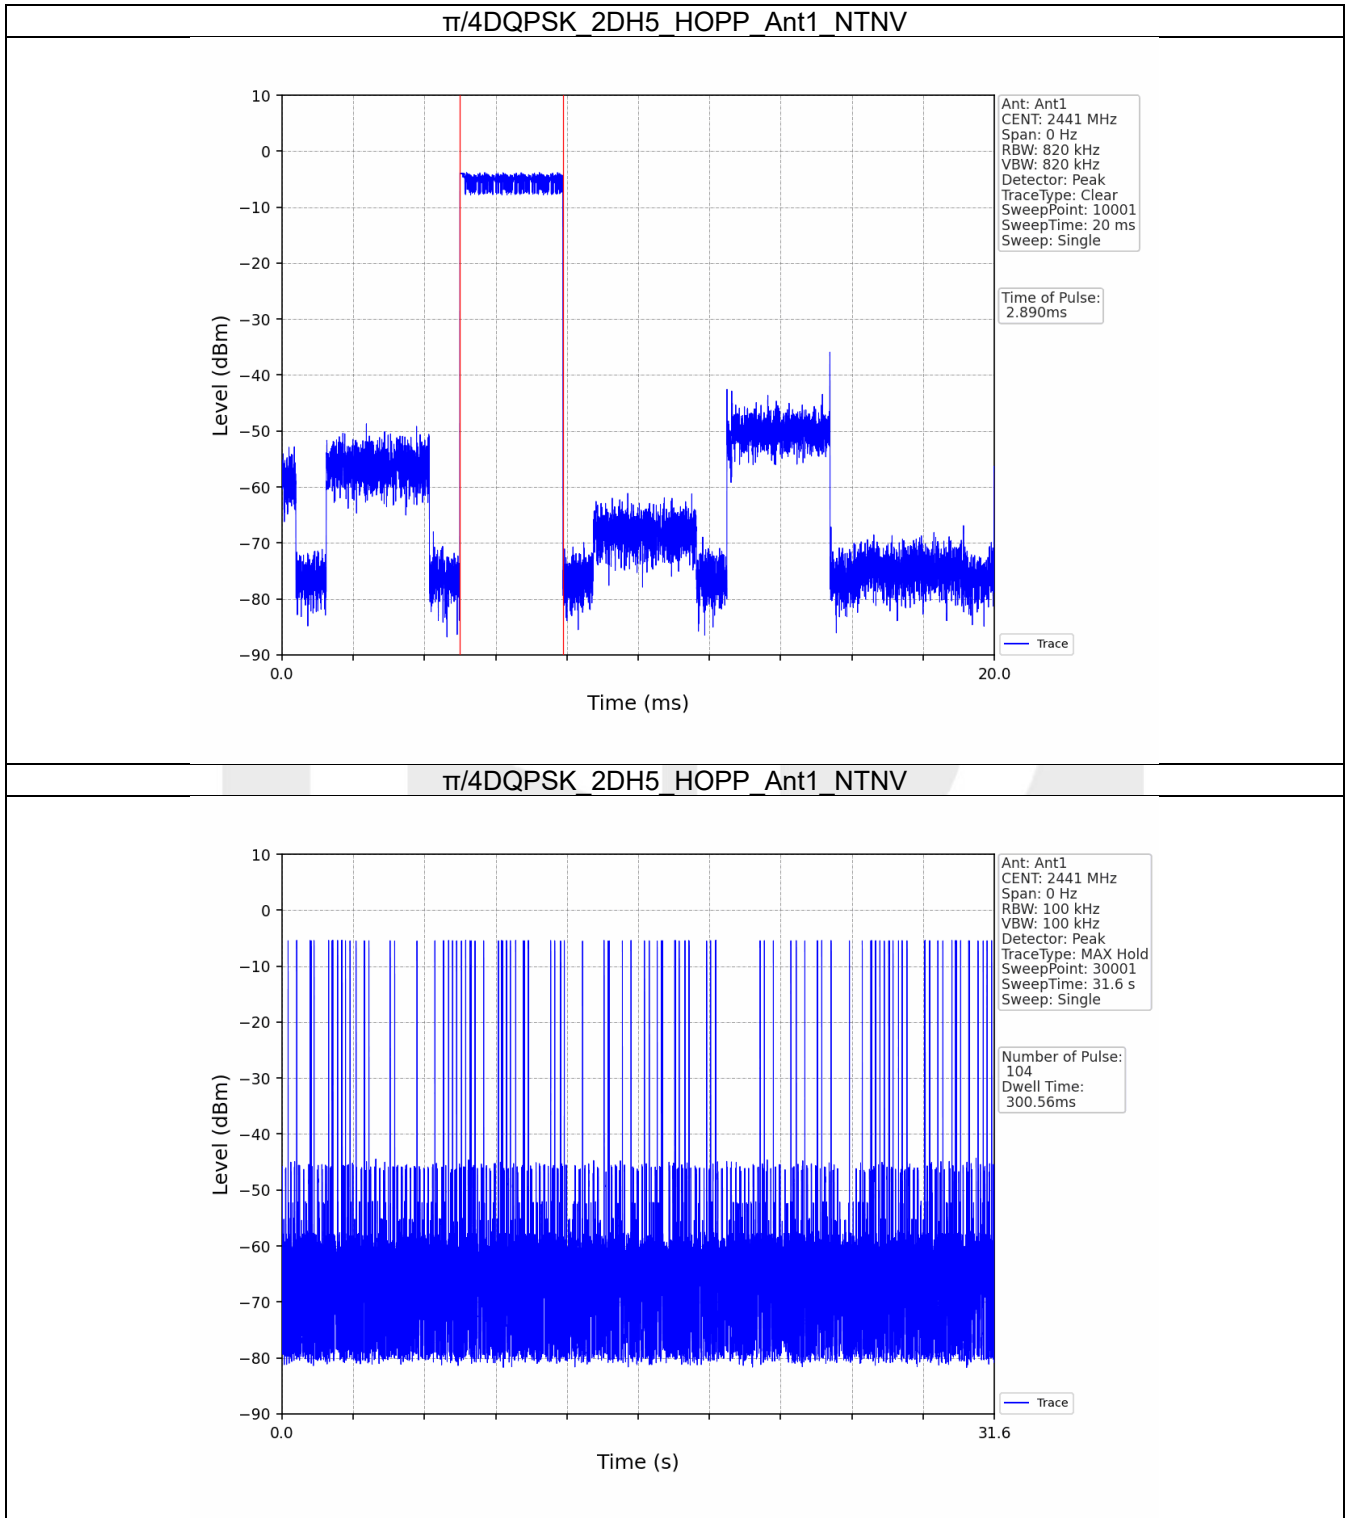 π/4DQPSK_2DH5_HOPP_Ant1_NTNV
10
0
−10
−20
−30
−40
−50
−60
−70
−80
−90
Level (dBm)
0.0
20.0
Time (ms)
Ant: Ant1
CENT: 2441 MHz
Span: 0 Hz
RBW: 820 kHz
VBW: 820 kHz
Detector: Peak
TraceType: Clear
SweepPoint: 10001
SweepTime: 20 ms
Sweep: Single
Time of Pulse:
2.890ms
Trace
π/4DQPSK_2DH5_HOPP_Ant1_NTNV
10
0
−10
−20
−30
−40
−50
−60
−70
−80
−90
Level (dBm)
0.0
31.6
Time (s)
Ant: Ant1
CENT: 2441 MHz
Span: 0 Hz
RBW: 100 kHz
VBW: 100 kHz
Detector: Peak
TraceType: MAX Hold
SweepPoint: 30001
SweepTime: 31.6 s
Sweep: Single
Number of Pulse:
104
Dwell Time:
300.56ms
Trace